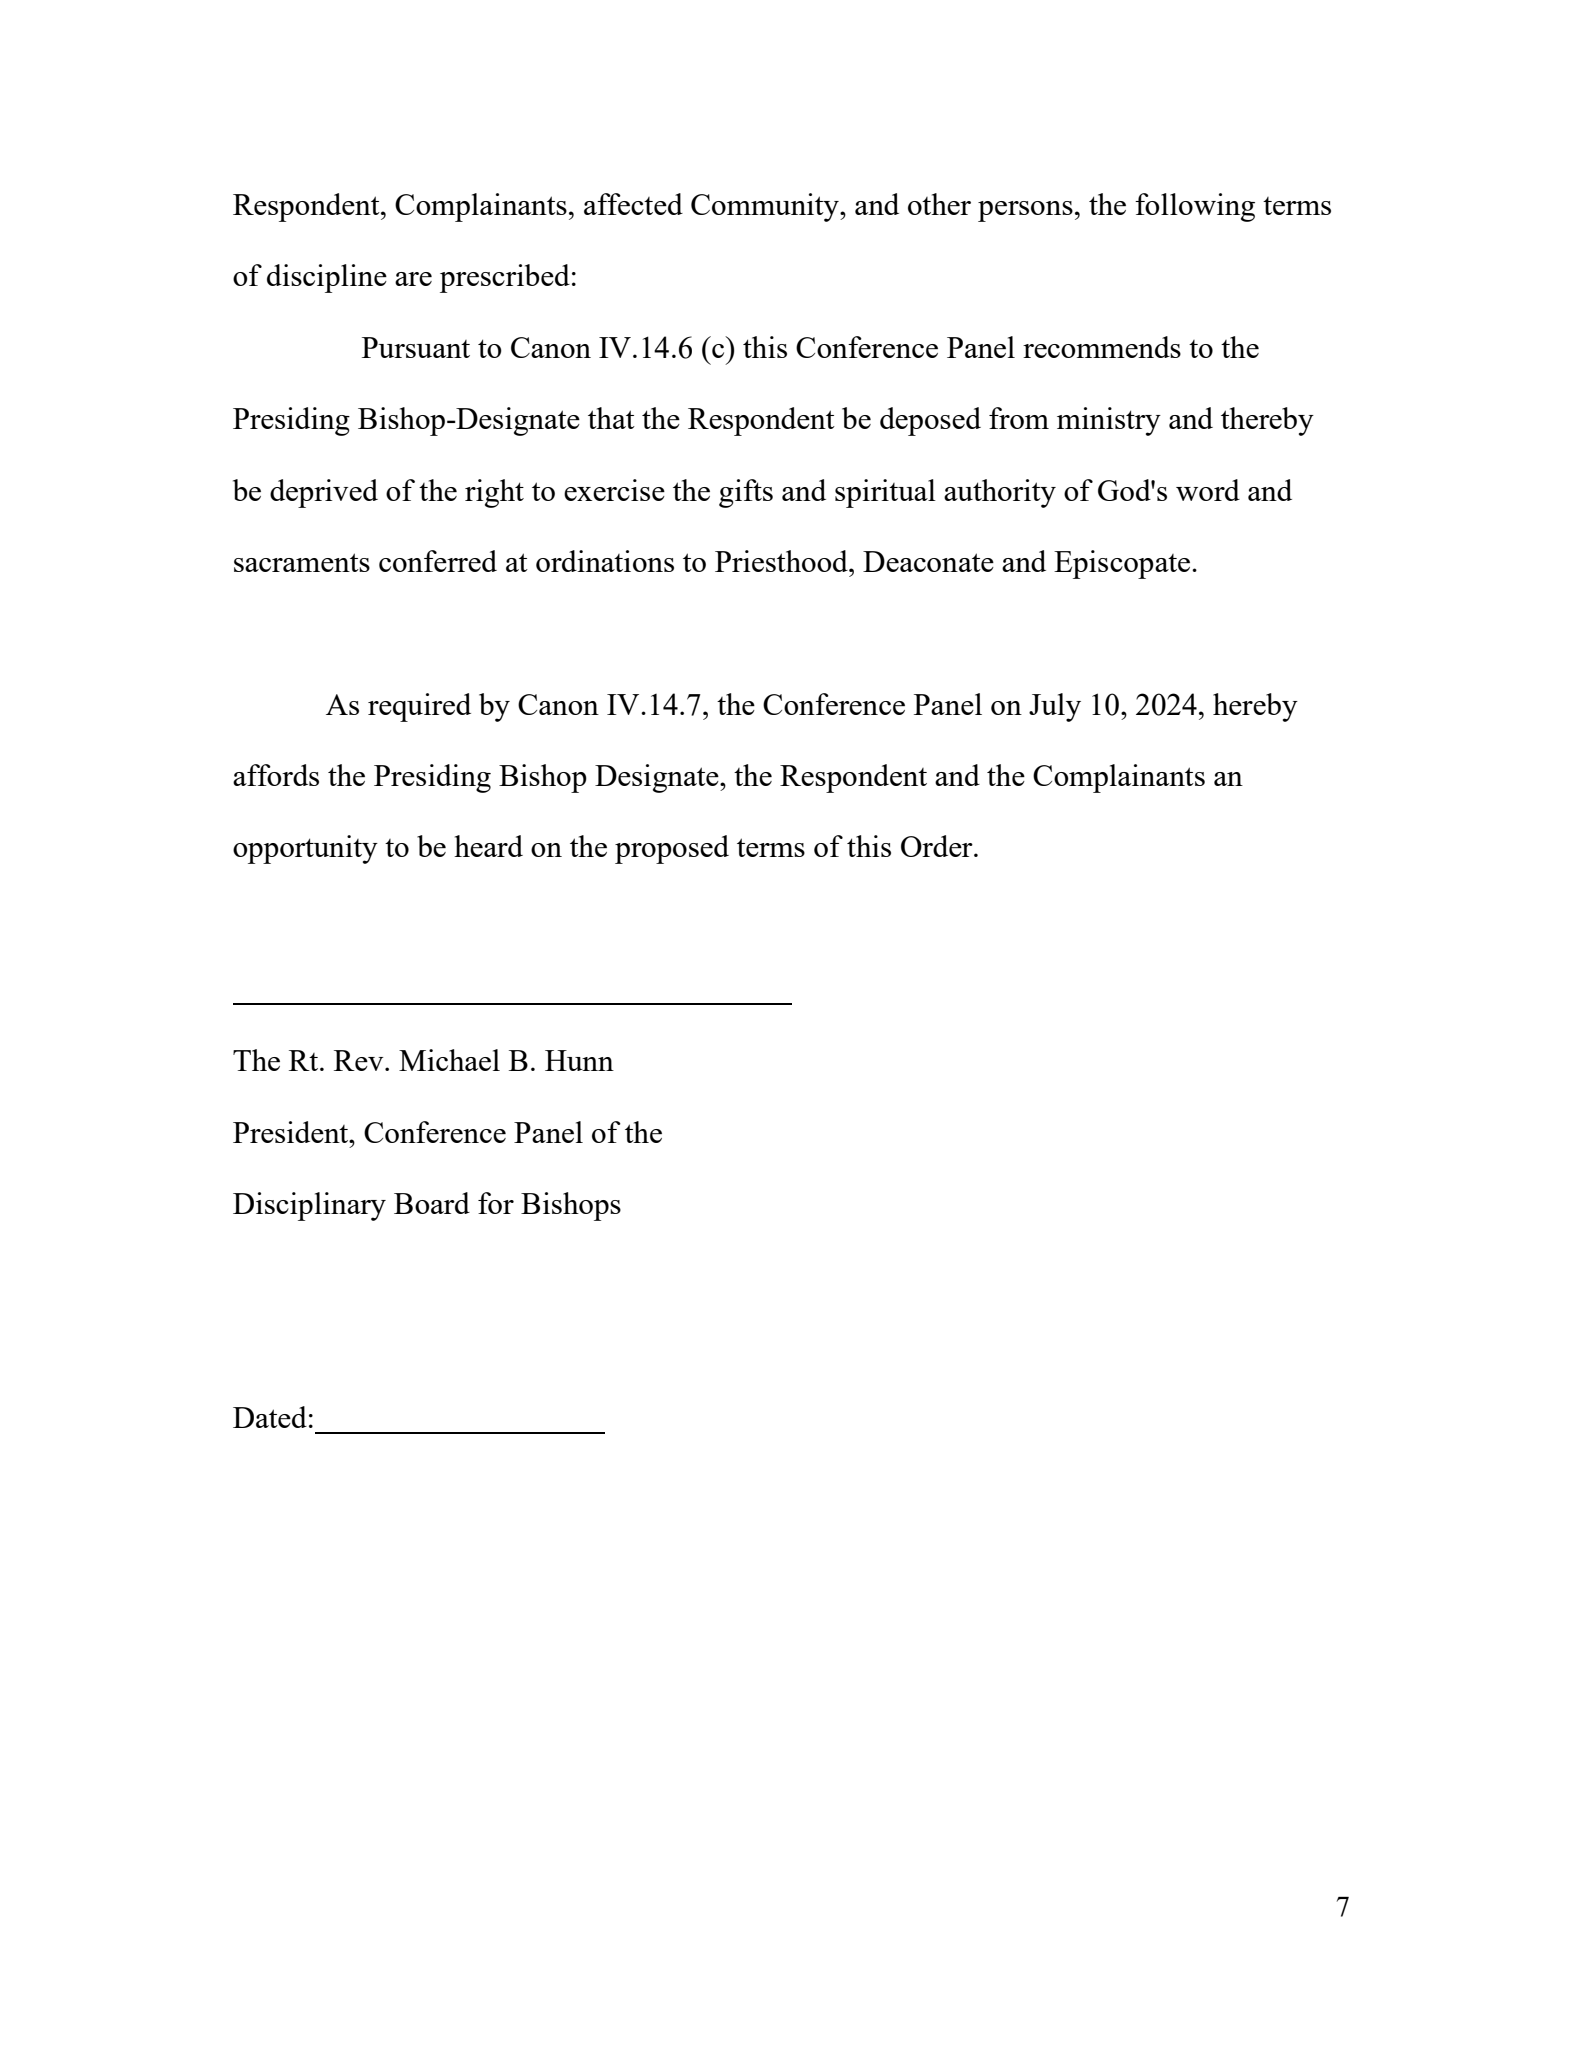 Respondent, Complainants, affected Community, and other persons, the following terms
of discipline are prescribed:
Pursuant to Canon IV.14.6 (c) this Conference Panel recommends to the
Presiding Bishop-Designate that the Respondent be deposed from ministry and thereby
be deprived of the right to exercise the gifts and spiritual authority of God's word and
sacraments conferred at ordinations to Priesthood, Deaconate and Episcopate.
As required by Canon IV.14.7, the Conference Panel on July 10, 2024, hereby
affords the Presiding Bishop Designate, the Respondent and the Complainants an
opportunity to be heard on the proposed terms of this Order.
The Rt. Rev. Michael B. Hunn
President, Conference Panel of the
Disciplinary Board for Bishops
Dated:
7